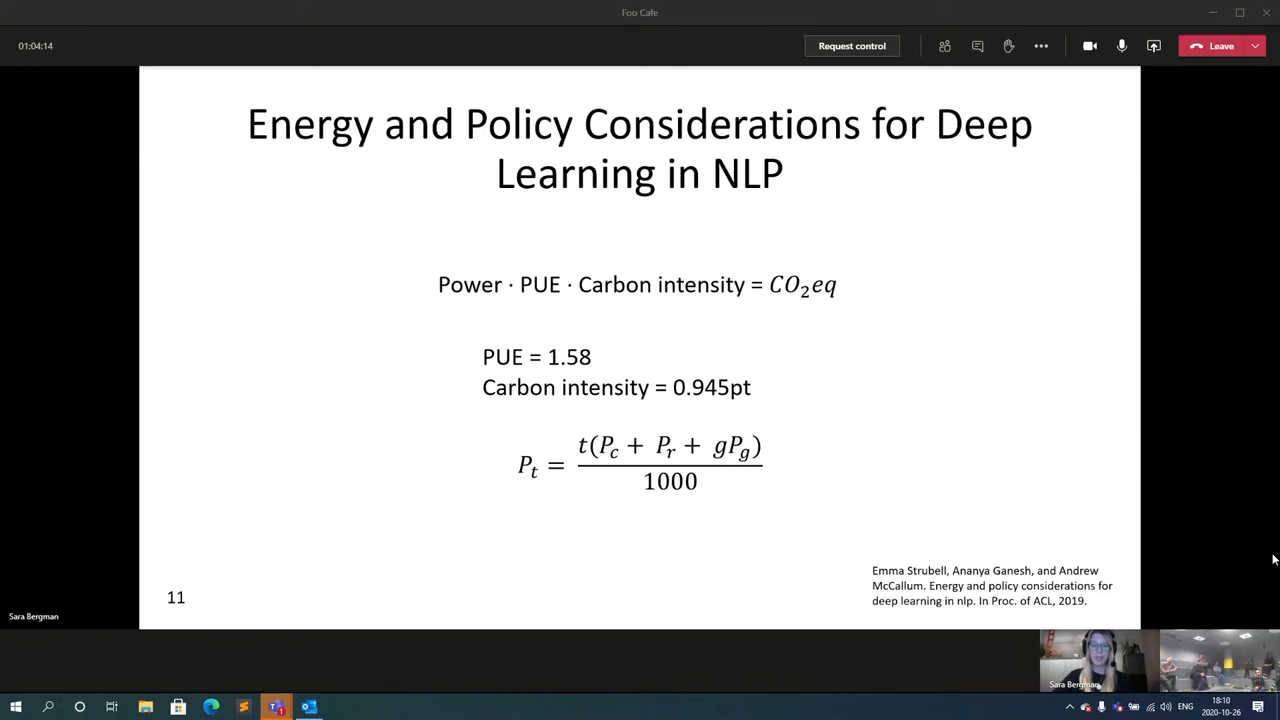 Foo Cafe
01:04:14
Request control
Leave
Energy and Policy Considerations for Deep
Learning in NLP
Power · PUE · Carbon intensity = CO₂eq
PUE = 1.58
Carbon intensity = 0.945pt
Pₜ = t(P_c + P_r + gP_g) / 1000
Emma Strubell, Ananya Ganesh, and Andrew
McCallum. Energy and policy considerations for
deep learning in nlp. In Proc. of ACL, 2019.
11
Sara Bergman
Sara Bergman
ENG
18:10
2020-10-26